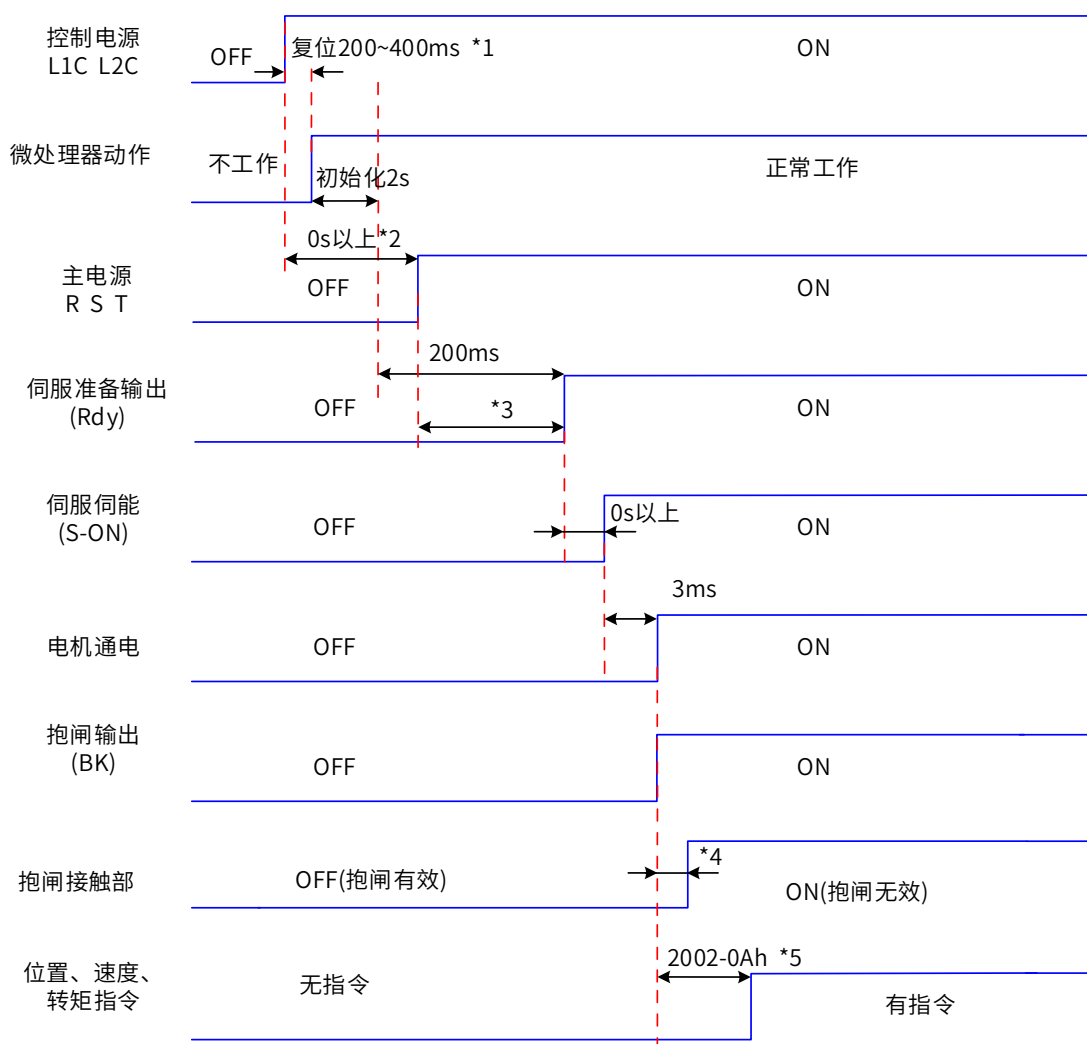 控制电源
L1C L2C
OFF
复位200~400ms *1
ON
微处理器动作
不工作
初始化2s
正常工作
0s以上*2
主电源
R S T
OFF
ON
200ms
伺服准备输出
(Rdy)
OFF
*3
ON
伺服伺能
(S-ON)
OFF
0s以上
ON
3ms
电机通电
OFF
ON
抱闸输出
(BK)
OFF
ON
*4
抱闸接触部
OFF(抱闸有效)
ON(抱闸无效)
2002-0Ah *5
位置、速度、
转矩指令
无指令
有指令